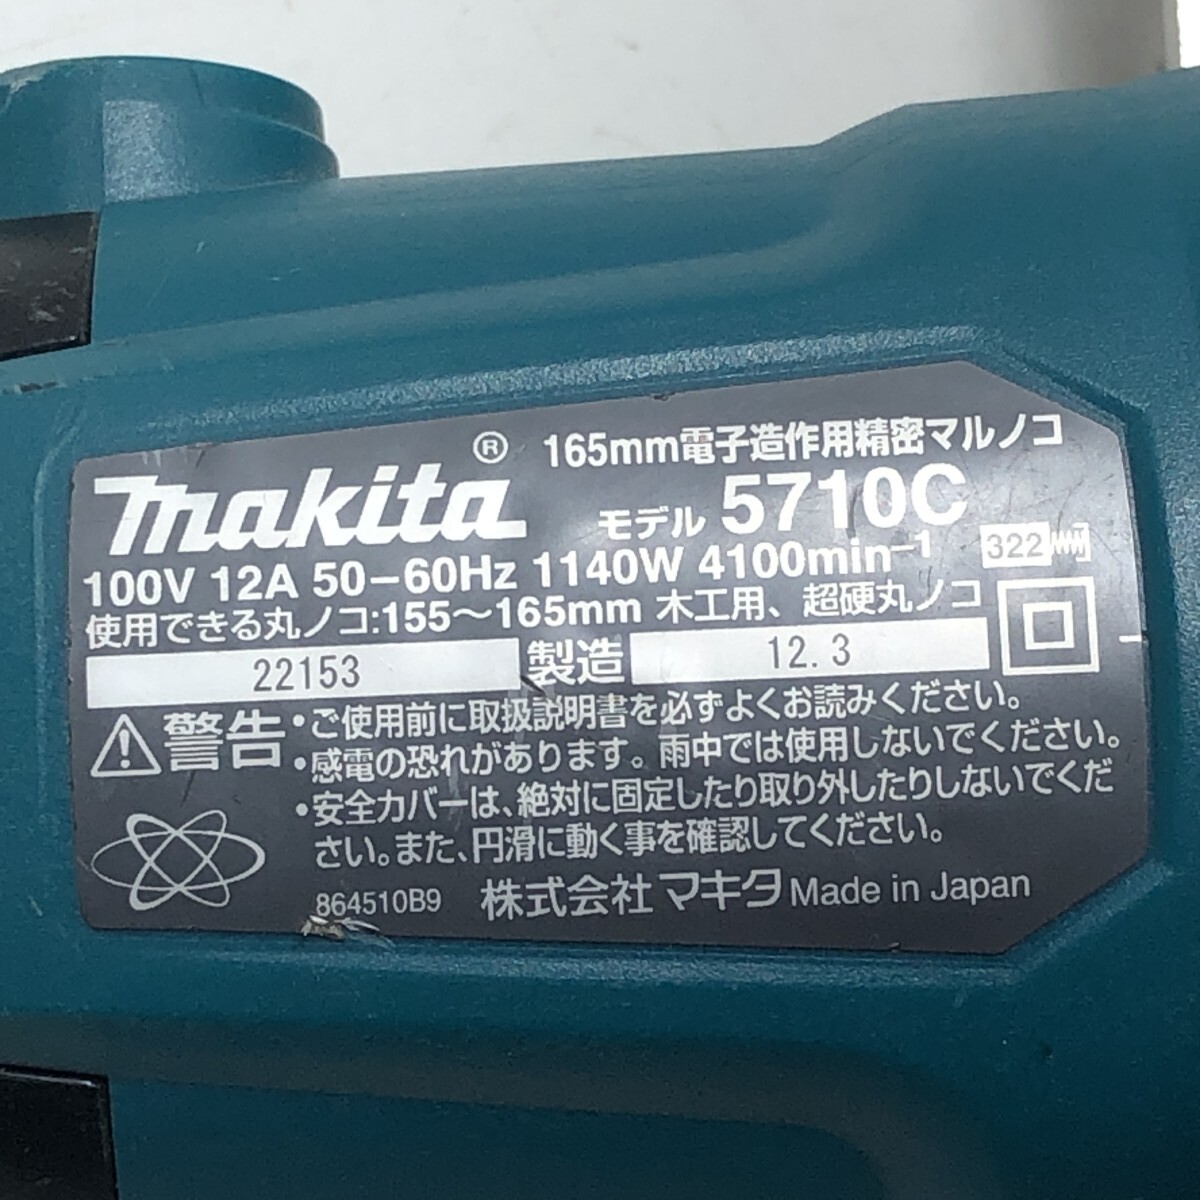 makita ® 165mm電子造作用精密マルノコ
モデル 5710C
100V 12A 50-60Hz 1140W 4100min-1 322
使用できる丸ノコ:155～165mm 木工用、超硬丸ノコ
22153 製造 12.3
警告 •ご使用前に取扱説明書を必ずよくお読みください。
•感電の恐れがあります。雨中では使用しないでください。
•安全カバーは、絶対に固定したり取り外したりしないでくだ
さい。また、円滑に動く事を確認してください。
864510B9 株式会社マキタ Made in Japan